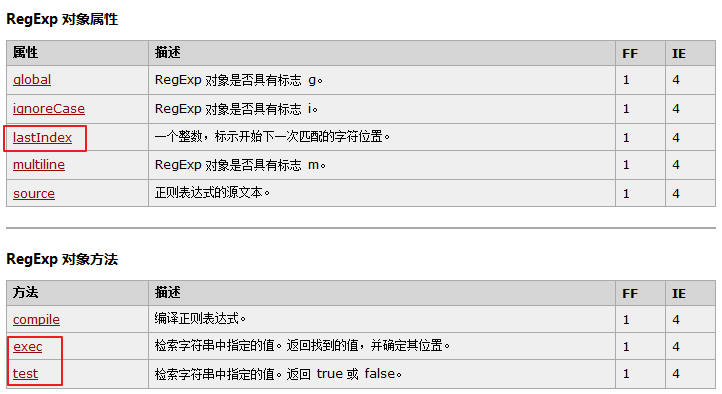 RegExp 对象属性
属性 描述 FF IE
global RegExp 对象是否具有标志 g。 1 4
ignoreCase RegExp 对象是否具有标志 i。 1 4
lastIndex 一个整数，标示开始下一次匹配的字符位置。 1 4
multiline RegExp 对象是否具有标志 m。 1 4
source 正则表达式的源文本。 1 4
RegExp 对象方法
方法 描述 FF IE
compile 编译正则表达式。 1 4
exec 检索字符串中指定的值。返回找到的值，并确定其位置。 1 4
test 检索字符串中指定的值。返回 true 或 false。 1 4